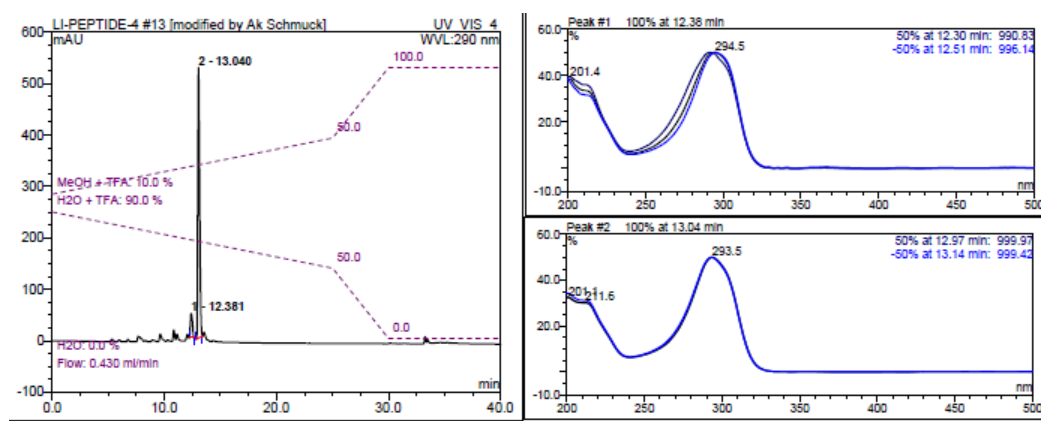 LI-PEPTIDE-4 #13 [modified by Ak Schmuck] UV_VIS_4
600
mAU
WVL:290 nm
2 - 13.040
100.0
500
400
50.0
300
MeOH + TFA: 10.0 %
H2O + TFA: 90.0 %
200
50.0
100
1 - 12.381
0.0
0
H2O: 0.0 %
Flow: 0.430 ml/min
min
-100
0.0 10.0 20.0 30.0 40.0
Peak #1 100% at 12.38 min
60.0
%
50% at 12.30 min: 990.83
-50% at 12.51 min: 996.14
294.5
201.4
40.0
20.0
nm
-10.0
200 250 300 350 400 450 500
Peak #2 100% at 13.04 min
60.0
%
50% at 12.97 min: 999.97
-50% at 13.14 min: 999.42
293.5
40.0
201.1
211.6
20.0
nm
-10.0
200 250 300 350 400 450 500